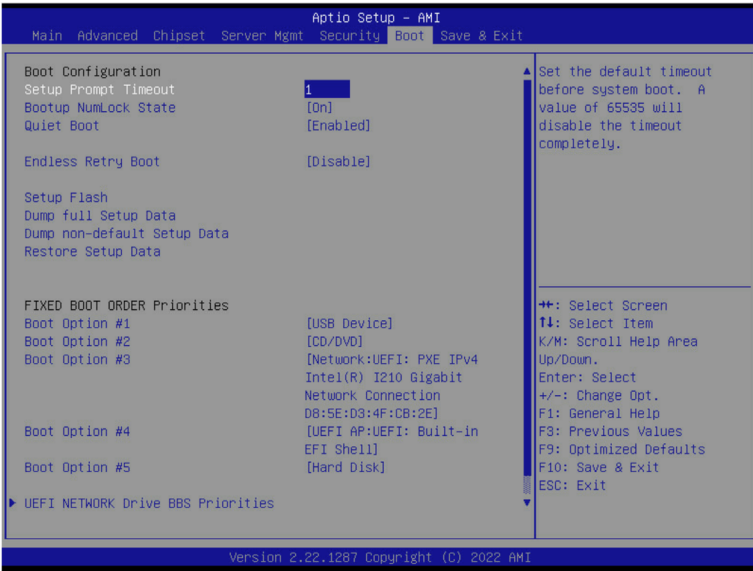 Aptio Setup – AMI
Main Advanced Chipset Server Mgmt Security Boot Save & Exit
Boot Configuration
Setup Prompt Timeout 1
Bootup NumLock State [On]
Quiet Boot [Enabled]
Endless Retry Boot [Disable]
Setup Flash
Dump full Setup Data
Dump non-default Setup Data
Restore Setup Data
FIXED BOOT ORDER Priorities
Boot Option #1 [USB Device]
Boot Option #2 [CD/DVD]
Boot Option #3 [Network:UEFI: PXE IPv4
Intel(R) I210 Gigabit
Network Connection
D8:5E:D3:4F:CB:2E]
Boot Option #4 [UEFI AP:UEFI: Built-in
EFI Shell]
Boot Option #5 [Hard Disk]
UEFI NETWORK Drive BBS Priorities
Set the default timeout
before system boot. A
value of 65535 will
disable the timeout
completely.
→←: Select Screen
↑↓: Select Item
K/M: Scroll Help Area
Up/Down.
Enter: Select
+/-: Change Opt.
F1: General Help
F3: Previous Values
F9: Optimized Defaults
F10: Save & Exit
ESC: Exit
Version 2.22.1287 Copyright (C) 2022 AMI